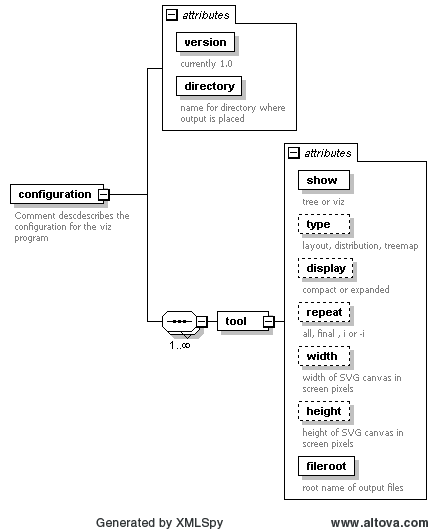 attributes
version
currently 1.0
directory
name for directory where
output is placed
attributes
configuration
Comment descdescribes the
configuration for the viz
program
show
tree or viz
type
layout, distribution, treemap
display
compact or expanded
tool
1..∞
repeat
all, final , i or -i
width
width of SVG canvas in
screen pixels
height
height of SVG canvas in
screen pixels
fileroot
root name of output files
Generated by XMLSpy
www.altova.com